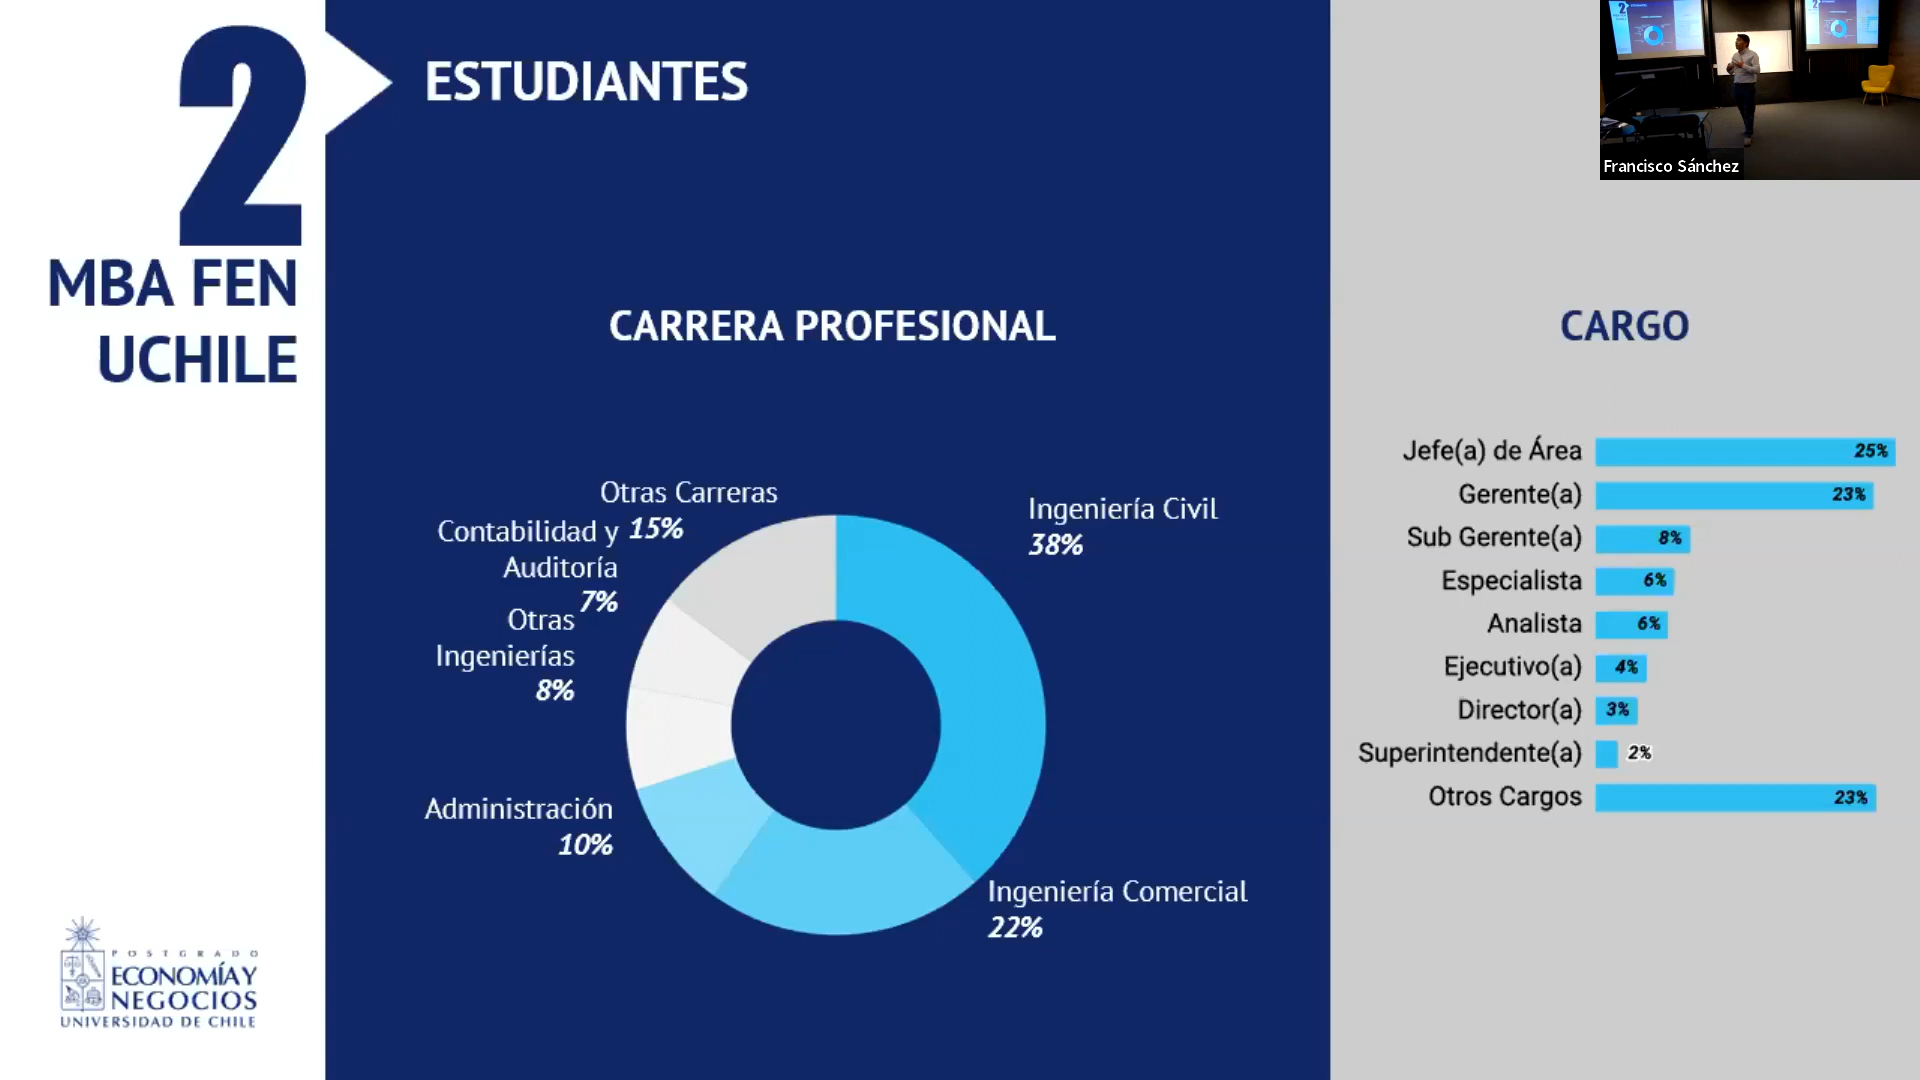 2
MBA FEN
UCHILE
ESTUDIANTES
CARRERA PROFESIONAL
Otras Carreras
15%
Contabilidad y
Auditoría
7%
Otras
Ingenierías
8%
Administración
10%
Ingeniería Civil
38%
Ingeniería Comercial
22%
CARGO
Jefe(a) de Área 25%
Gerente(a) 23%
Sub Gerente(a) 8%
Especialista 6%
Analista 6%
Ejecutivo(a) 4%
Director(a) 3%
Superintendente(a) 2%
Otros Cargos 23%
Francisco Sánchez
POSTGRADO
ECONOMÍA Y
NEGOCIOS
UNIVERSIDAD DE CHILE